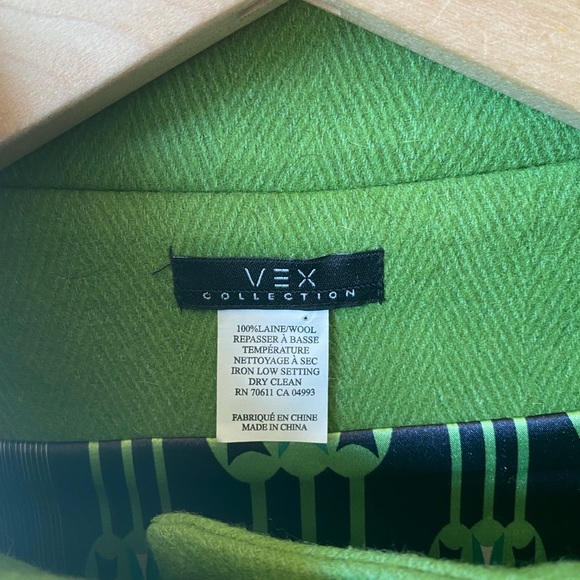 VEX
COLLECTION
100%LAINE/WOOL
REPASSER À BASSE
TEMPÉRATURE
NETTOYAGE À SEC
IRON LOW SETTING
DRY CLEAN
RN 70611 CA 04993
FABRIQUÉ EN CHINE
MADE IN CHINA